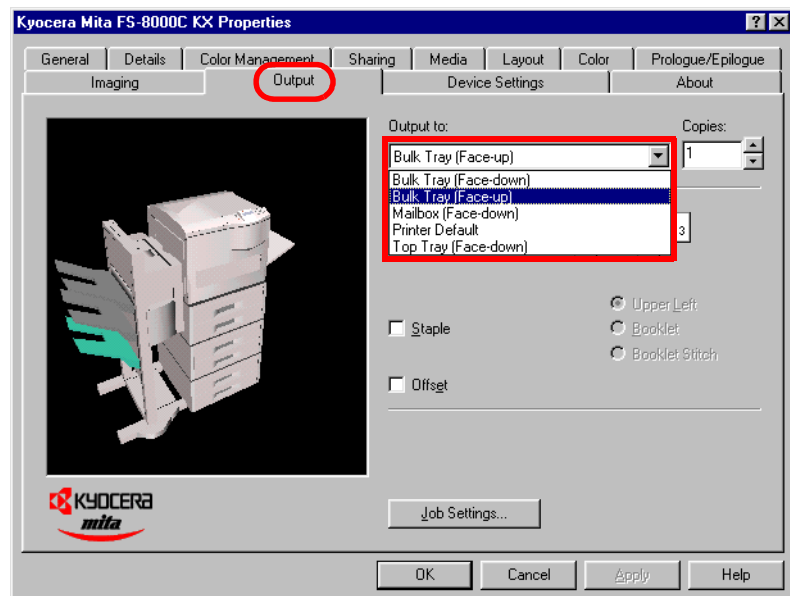 Kyocera Mita FS-8000C KX Properties
General Details Color Management Sharing Media Layout Color Prologue/Epilogue
Imaging Output Device Settings About
Output to: Copies:
Bulk Tray (Face-up) 1
Bulk Tray (Face-down)
Bulk Tray (Face-up)
Mailbox (Face-down)
Printer Default
Top Tray (Face-down)
3
Upper Left
Staple Booklet
Booklet Stitch
Offset
KYOCERA
mita
Job Settings...
OK Cancel Apply Help